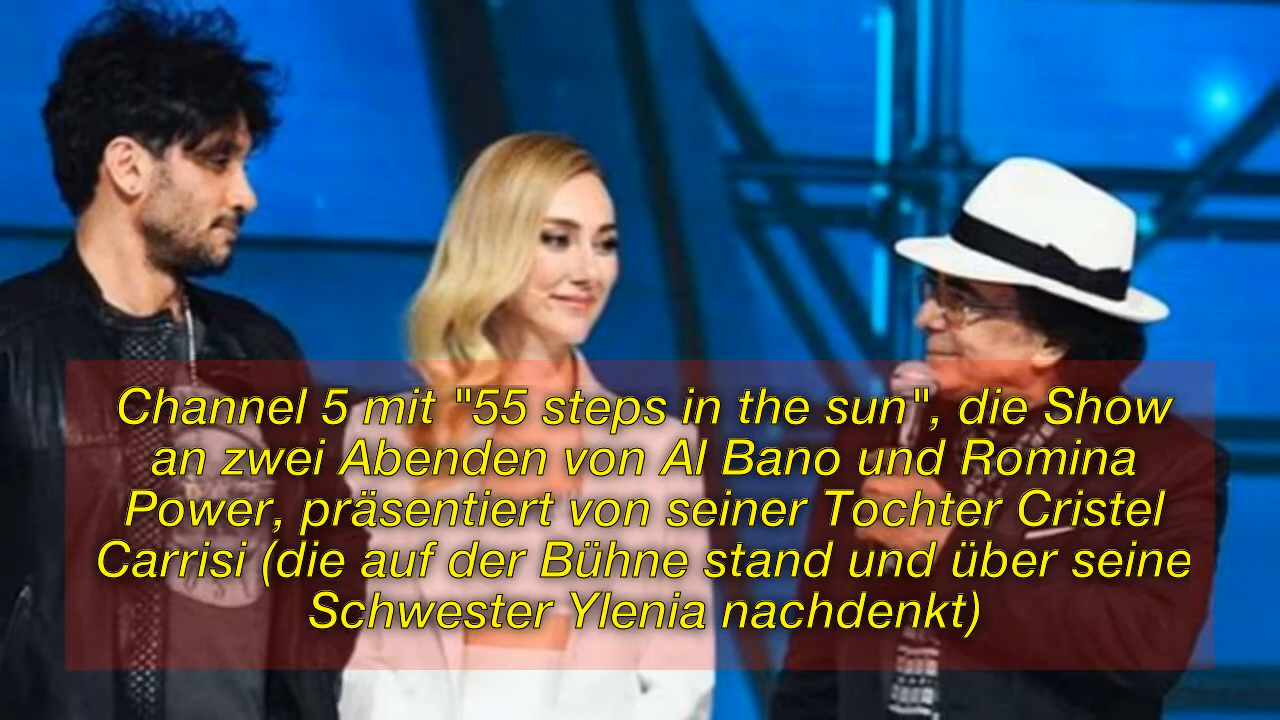 Channel 5 mit "55 steps in the sun", die Show
an zwei Abenden von Al Bano und Romina
Power, präsentiert von seiner Tochter Cristel
Carrisi (die auf der Bühne stand und über seine
Schwester Ylenia nachdenkt)